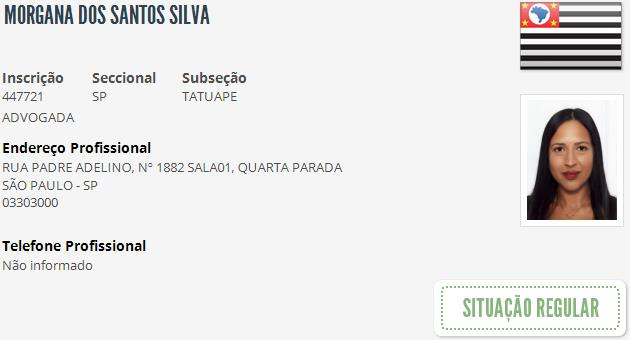 MORGANA DOS SANTOS SILVA
Inscrição Seccional Subseção
447721 SP TATUAPE
ADVOGADA
Endereço Profissional
RUA PADRE ADELINO, Nº 1882 SALA01, QUARTA PARADA
SÃO PAULO - SP
03303000
Telefone Profissional
Não informado
SITUAÇÃO REGULAR